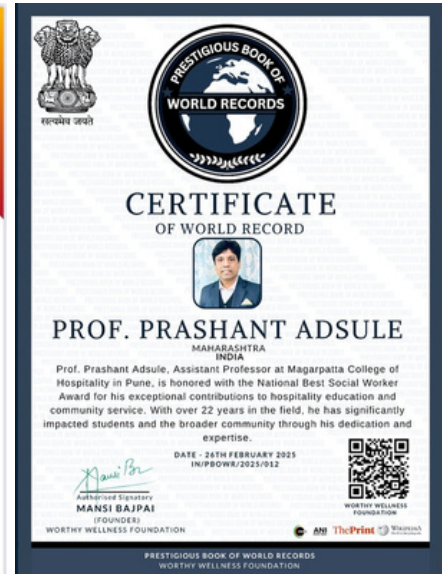 सत्यमेव जयते
PRESTIGIOUS BOOK OF
WORLD RECORDS
CERTIFICATE
OF WORLD RECORD
PROF. PRASHANT ADSULE
MAHARASHTRA
INDIA
Prof. Prashant Adsule, Assistant Professor at Magarpatta College of
Hospitality in Pune, is honored with the National Best Social Worker
Award for his exceptional contributions to hospitality education and
community service. With over 22 years in the field, he has significantly
impacted students and the broader community through his dedication and
expertise.
DATE - 26TH FEBRUARY 2025
IN/PBOWR/2025/012
Authorised Signatory
MANSI BAJPAI
(FOUNDER)
WORTHY WELLNESS FOUNDATION
WORTHY WELLNESS
FOUNDATION
ANI ThePrint WIKIPEDIA
PRESTIGIOUS BOOK OF WORLD RECORDS
WORTHY WELLNESS FOUNDATION